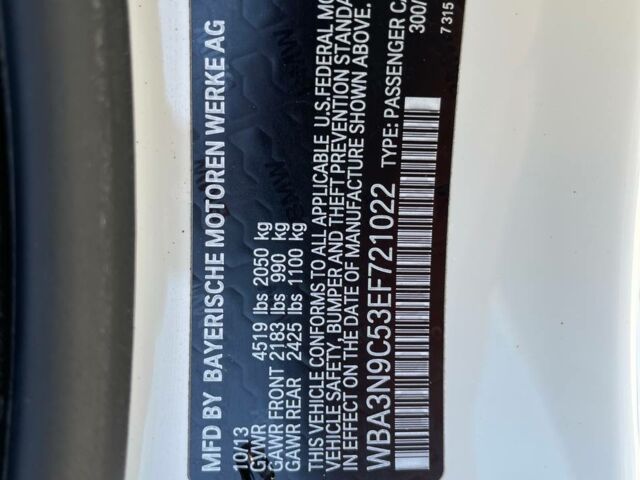 MFD BY BAYERISCHE MOTOREN WERKE AG
10/13
GVWR 4519 lbs 2050 kg
GAWR FRONT 2183 lbs 990 kg
GAWR REAR 2425 lbs 1100 kg
THIS VEHICLE CONFORMS TO ALL APPLICABLE U.S. FEDERAL MO
VEHICLE SAFETY, BUMPER AND THEFT PREVENTION STANDA
IN EFFECT ON THE DATE OF MANUFACTURE SHOWN ABOVE.
WBA3N9C53EF721022 TYPE: PASSENGER CA
300/
7 315